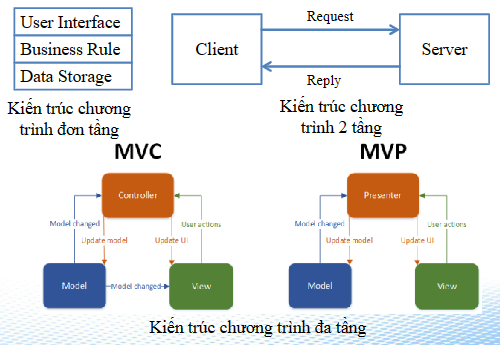 User Interface
Business Rule
Data Storage
Kiến trúc chương
trình đơn tầng
Request
Client
Server
Reply
Kiến trúc chương
trình 2 tầng
MVC
Controller
Model changed
User actions
Update model
Update UI
Model
Model changed
View
MVP
Presenter
Model changed
User actions
Update model
Update UI
Model
View
Kiến trúc chương trình đa tầng